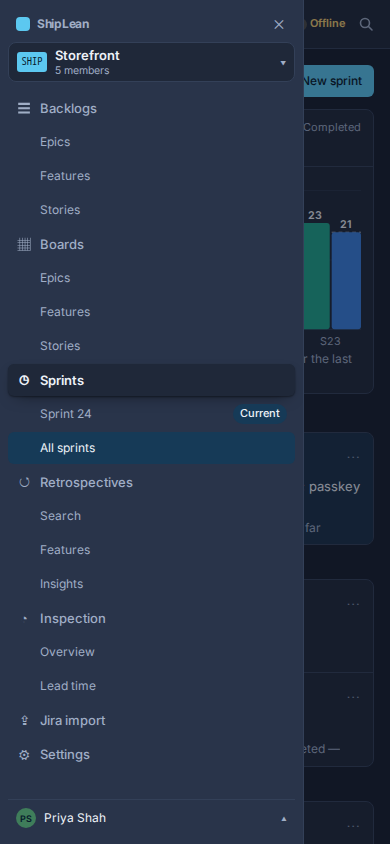 ShipLean
SHIP
Storefront
5 members
Backlogs
Epics
Features
Stories
Boards
Epics
Features
Stories
Sprints
Sprint 24 Current
All sprints
Retrospectives
Search
Features
Insights
Inspection
Overview
Lead time
Jira import
Settings
PS Priya Shah
Offline
New sprint
Completed
23
21
S23
r the last
...
passkey
far
...
...
eted —
...